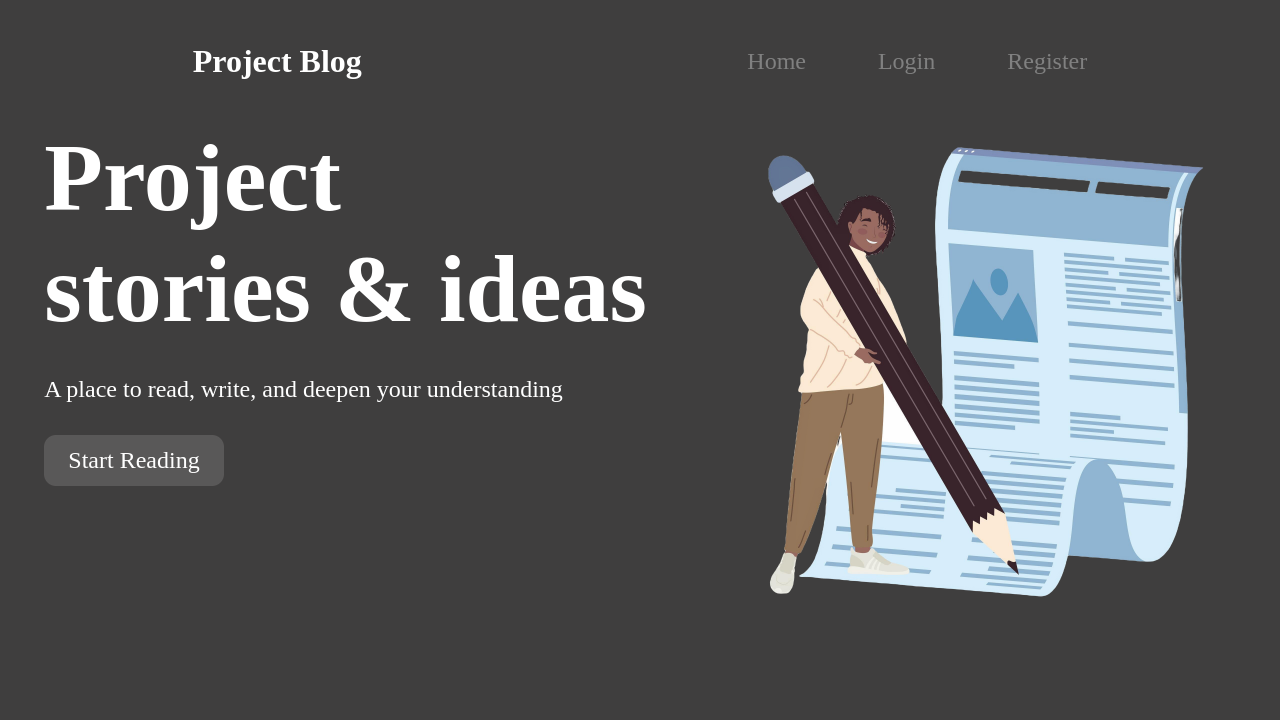 Project Blog
Home Login Register
Project
stories & ideas
A place to read, write, and deepen your understanding
Start Reading